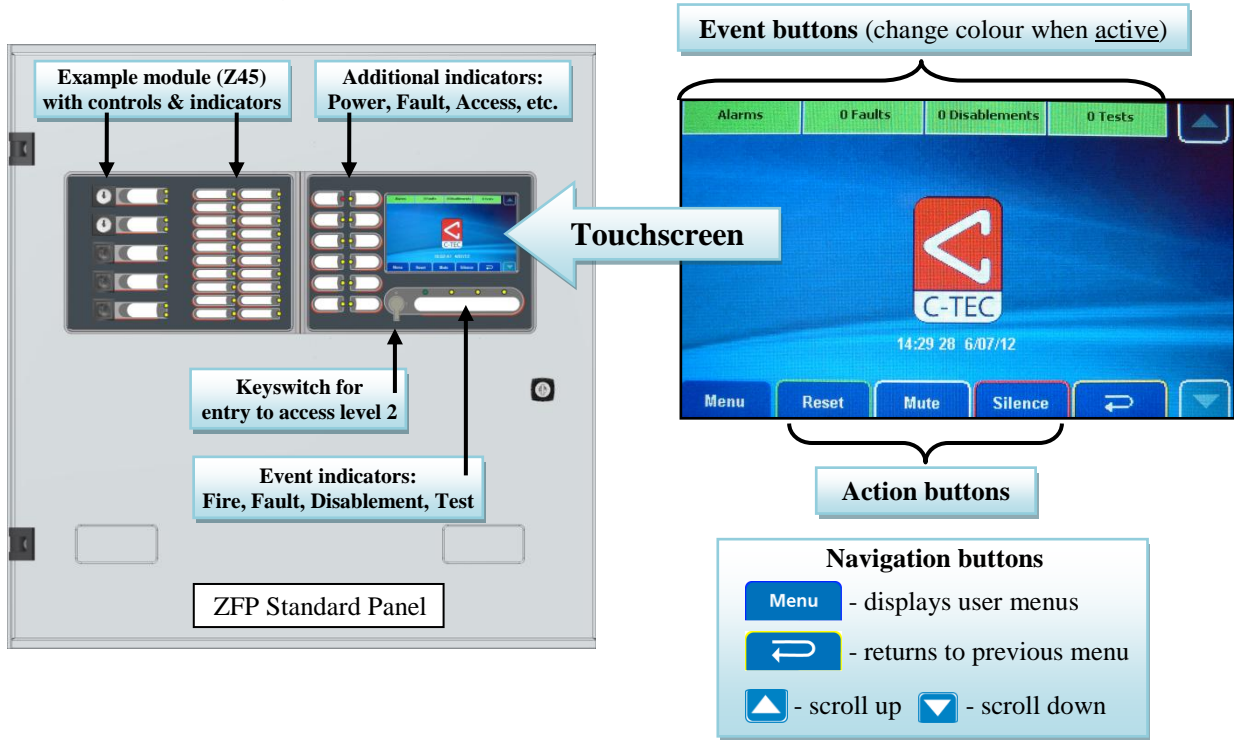 Event buttons (change colour when active)
Example module (Z45)
with controls & indicators
Additional indicators:
Power, Fault, Access, etc.
Alarms
0 Faults
0 Disablements
0 Tests
Touchscreen
C-TEC
14:29 28 6/07/12
Menu
Reset
Mute
Silence
Keyswitch for
entry to access level 2
Event indicators:
Fire, Fault, Disablement, Test
Action buttons
ZFP Standard Panel
Navigation buttons
Menu - displays user menus
- returns to previous menu
- scroll up - scroll down